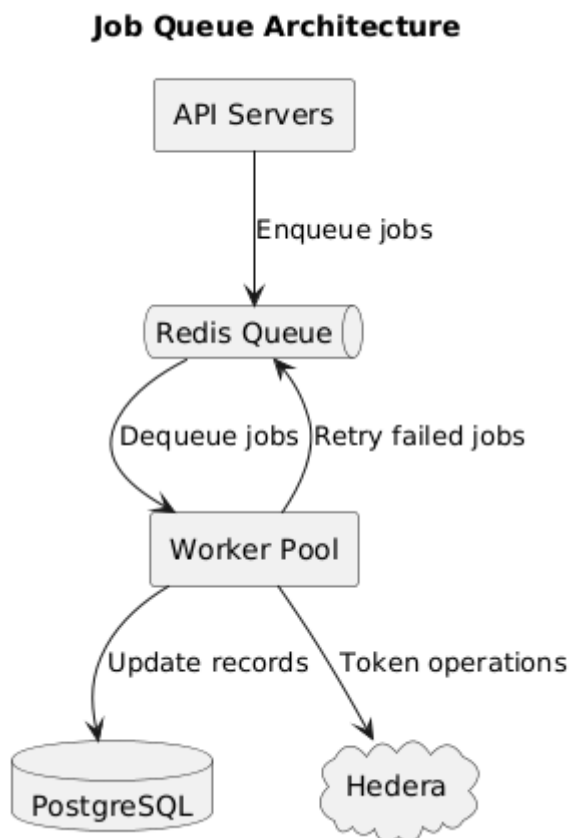 Job Queue Architecture
API Servers
Enqueue jobs
Redis Queue
Dequeue jobs
Retry failed jobs
Worker Pool
Update records
Token operations
PostgreSQL
Hedera